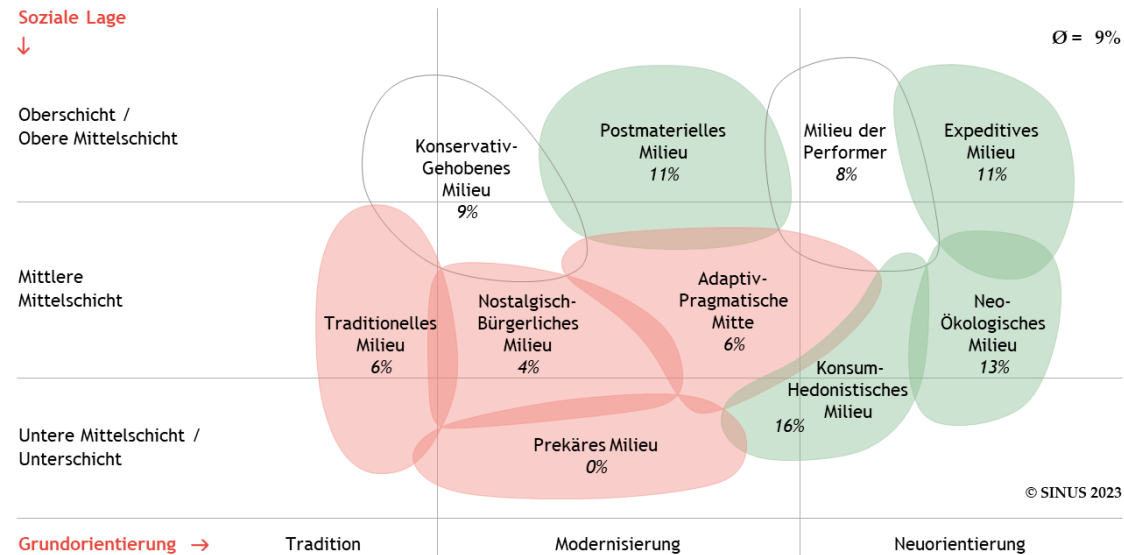 Soziale Lage
↓
Ø = 9%
Oberschicht /
Obere Mittelschicht
Konservativ-
Gehobenes
Milieu
9%
Postmaterielles
Milieu
11%
Milieu der
Performer
8%
Expeditives
Milieu
11%
Mittlere
Mittelschicht
Traditionelles
Milieu
6%
Nostalgisch-
Bürgerliches
Milieu
4%
Adaptiv-
Pragmatische
Mitte
6%
Konsum-
Hedonistisches
Milieu
16%
Neo-
Ökologisches
Milieu
13%
Untere Mittelschicht /
Unterschicht
Prekäres Milieu
0%
© SINUS 2023
Grundorientierung →
Tradition
Modernisierung
Neuorientierung